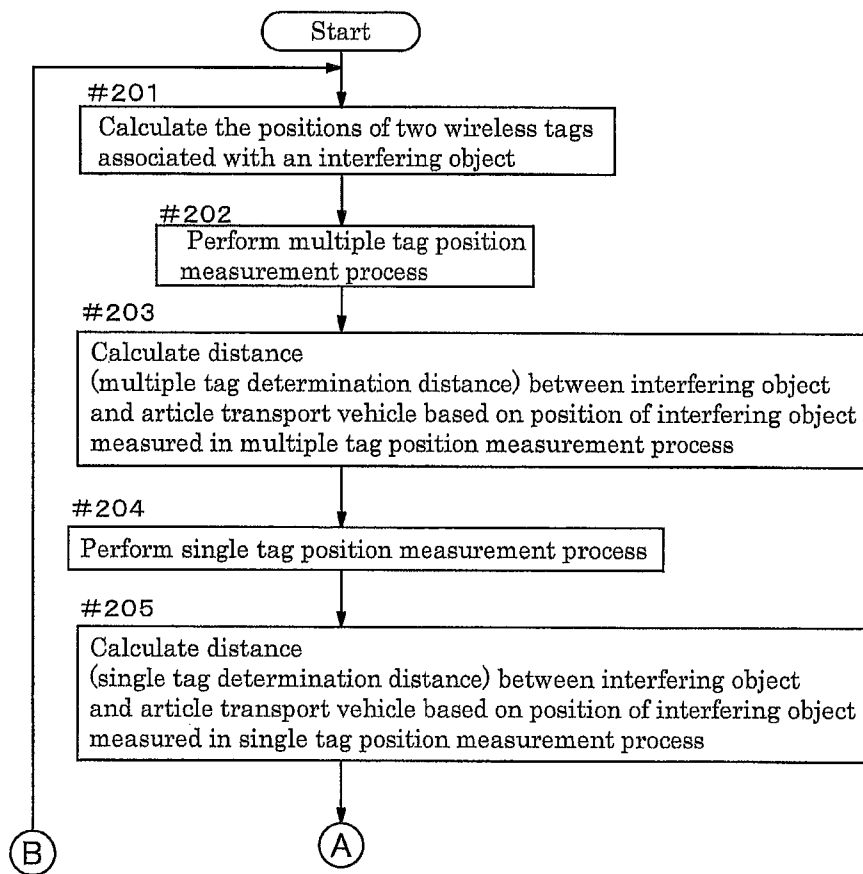 Start
#201
Calculate the positions of two wireless tags
associated with an interfering object
#202
Perform multiple tag position
measurement process
#203
Calculate distance
(multiple tag determination distance) between interfering object
and article transport vehicle based on position of interfering object
measured in multiple tag position measurement process
#204
Perform single tag position measurement process
#205
Calculate distance
(single tag determination distance) between interfering object
and article transport vehicle based on position of interfering object
measured in single tag position measurement process
B
A